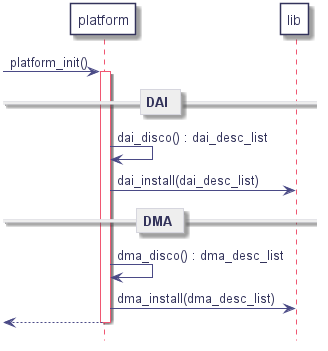 platform
lib
platform_init()
DAI
dai_disco() : dai_desc_list
dai_install(dai_desc_list)
DMA
dma_disco() : dma_desc_list
dma_install(dma_desc_list)